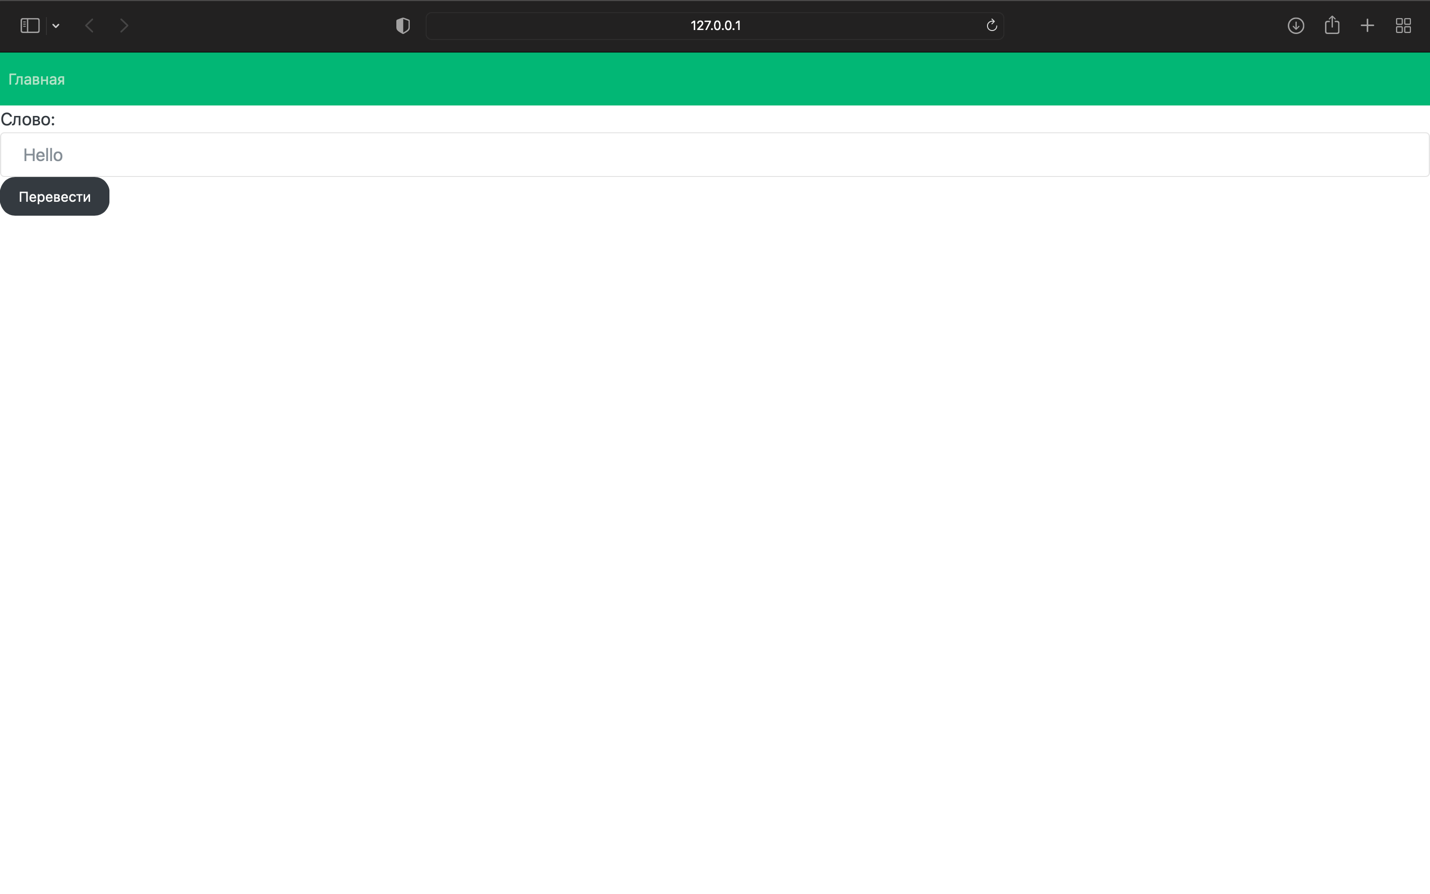 127.0.0.1
Главная
Слово:
Hello
Перевести